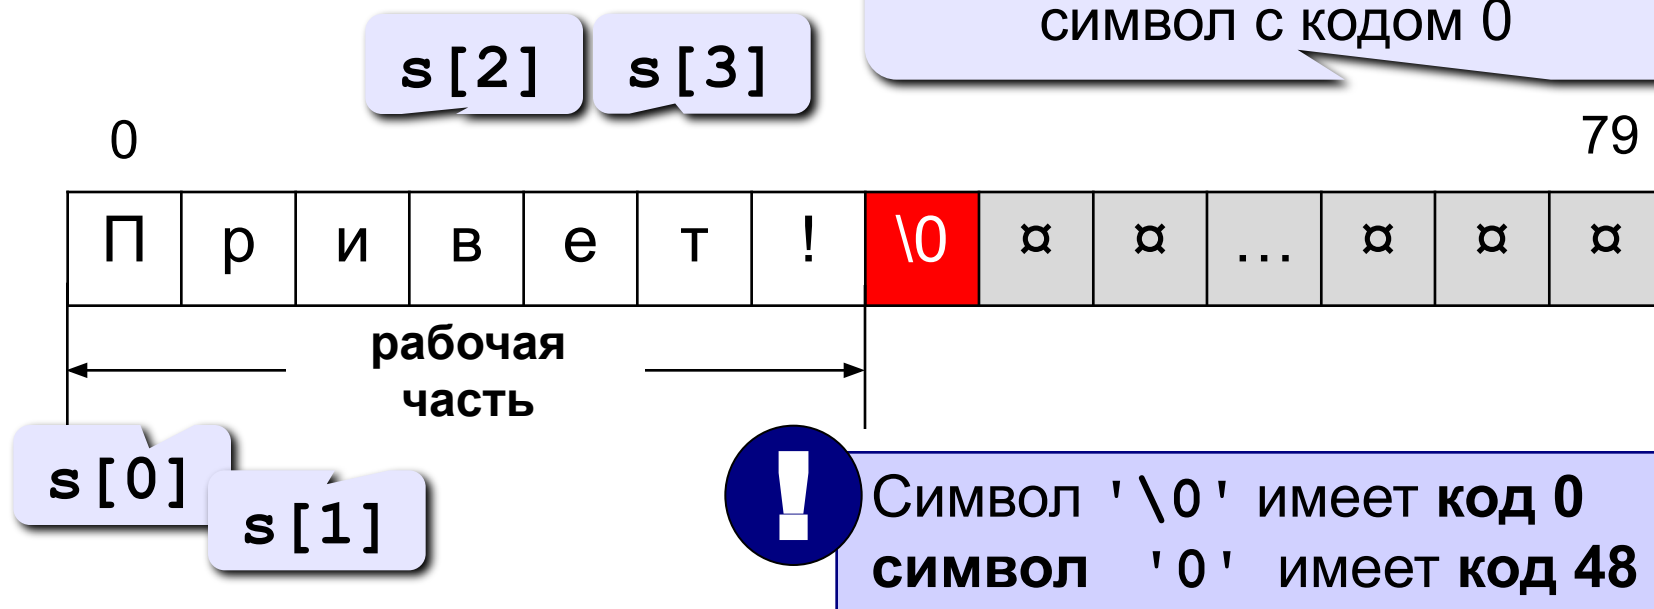 символ с кодом 0
s[2] s[3]
0 79
П р и в е т ! \0 ¤ ¤ … ¤ ¤ ¤
рабочая
часть
s[0]
s[1]
! Символ '\0' имеет код 0
символ '0' имеет код 48